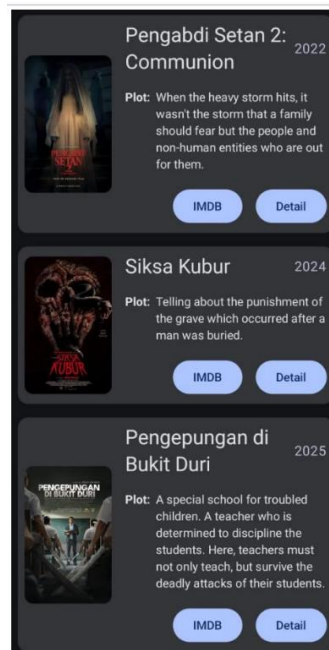 Pengabdi Setan 2:
Communion
2022
Plot: When the heavy storm hits, it
wasn't the storm that a family
should fear but the people and
non-human entities who are out
for them.
IMDB
Detail
PENGABDI
SETAN
Siksa Kubur
2024
Plot: Telling about the punishment of
the grave which occurred after a
man was buried.
IMDB
Detail
SIKSA
KUBUR
Pengepungan di
Bukit Duri
2025
Plot: A special school for troubled
children. A teacher who is
determined to discipline the
students. Here, teachers must
not only teach, but survive the
deadly attacks of their students.
IMDB
Detail
PENGEPUNGAN
DI BUKIT DURI